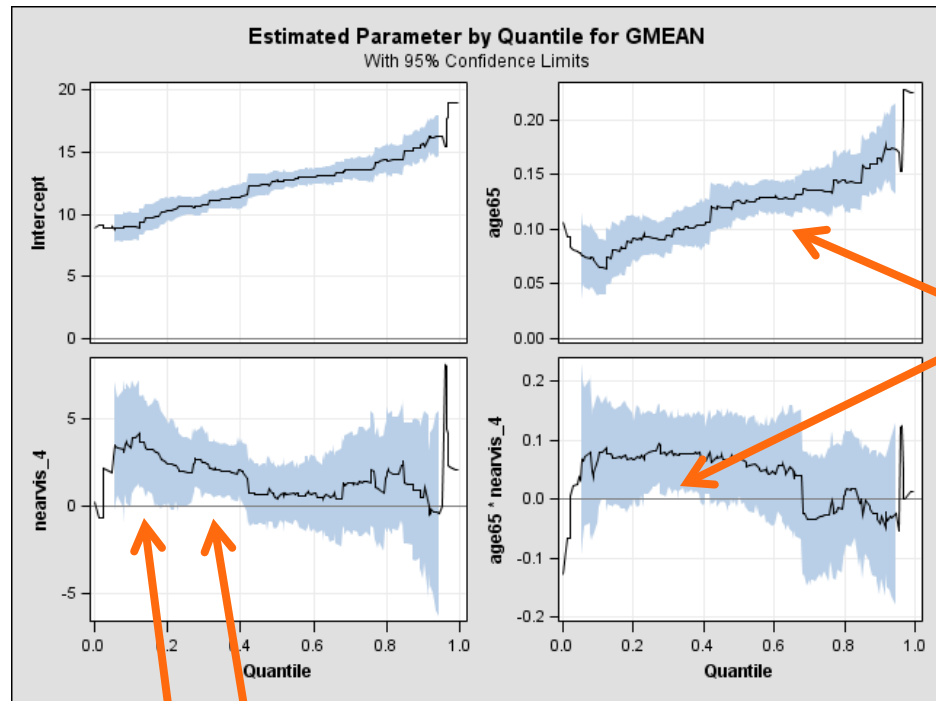 Estimated Parameter by Quantile for GMEAN
With 95% Confidence Limits
Intercept
20
15
10
5
0
age65
0.20
0.15
0.10
0.05
0.00
nearvis_4
5
0
-5
0.0 0.2 0.4 0.6 0.8 1.0
Quantile
age65 * nearvis_4
0.2
0.1
0.0
-0.1
-0.2
0.0 0.2 0.4 0.6 0.8 1.0
Quantile